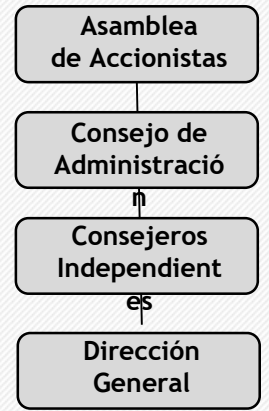 Asamblea
de Accionistas
Consejo de
Administració
n
Consejeros
Independient
es
Dirección
General